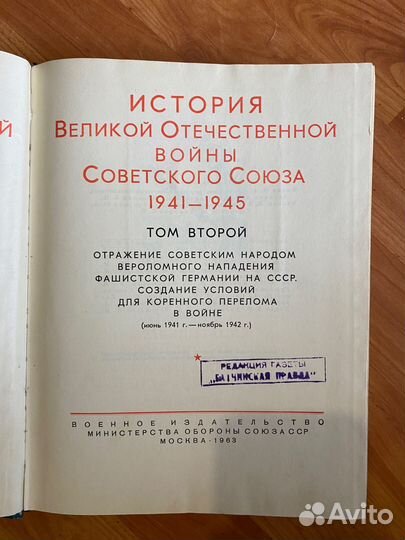 Й
ИСТОРИЯ
ВЕЛИКОЙ ОТЕЧЕСТВЕННОЙ
ВОЙНЫ
СОВЕТСКОГО СОЮЗА
1941—1945
ТОМ ВТОРОЙ
ОТРАЖЕНИЕ СОВЕТСКИМ НАРОДОМ
ВЕРОЛОМНОГО НАПАДЕНИЯ
ФАШИСТСКОЙ ГЕРМАНИИ НА СССР.
СОЗДАНИЕ УСЛОВИЙ
ДЛЯ КОРЕННОГО ПЕРЕЛОМА
В ВОЙНЕ
(июнь 1941 г. — ноябрь 1942 г.)
РЕДАКЦИЯ ГАЗЕТЫ
ПРАВДА"
ВОЕННОЕ ИЗДАТЕЛЬСТВО
МИНИСТЕРСТВА ОБОРОНЫ СОЮЗА ССР
МОСКВА - 1963
Avito